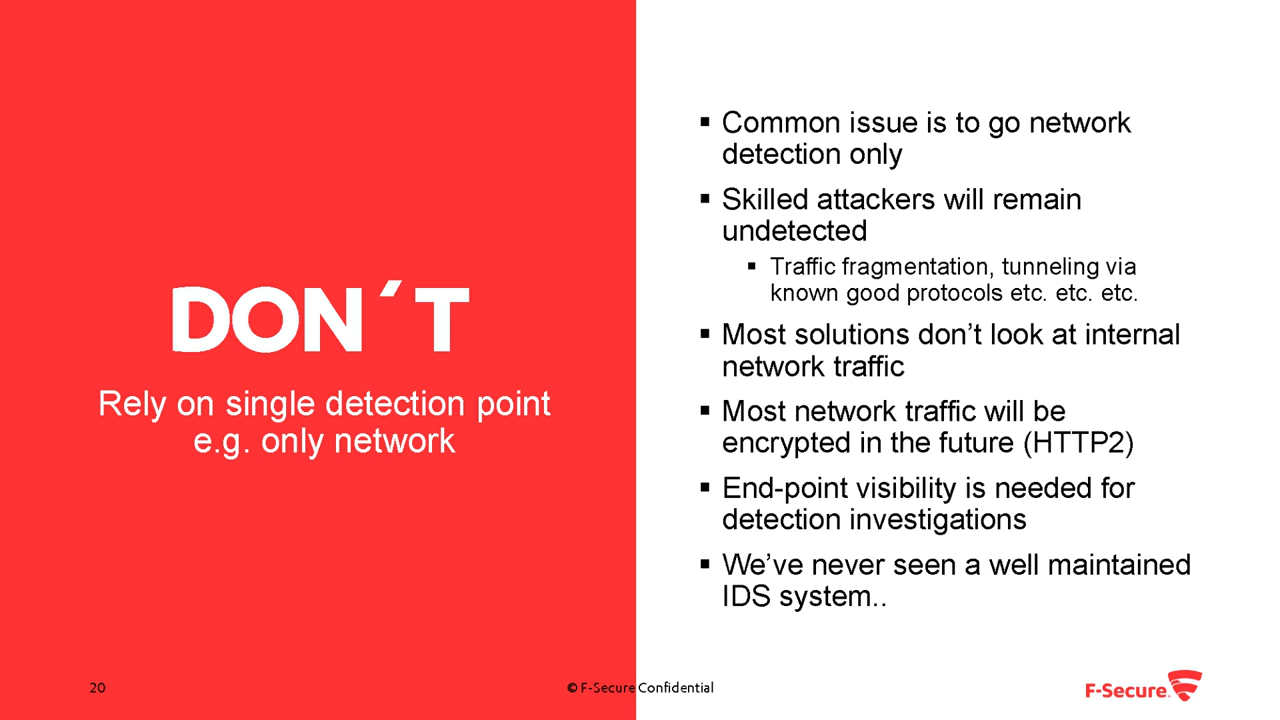 DON´T
Rely on single detection point
e.g. only network
▪ Common issue is to go network
detection only
▪ Skilled attackers will remain
undetected
▪ Traffic fragmentation, tunneling via
known good protocols etc. etc. etc.
▪ Most solutions don’t look at internal
network traffic
▪ Most network traffic will be
encrypted in the future (HTTP2)
▪ End-point visibility is needed for
detection investigations
▪ We’ve never seen a well maintained
IDS system..
20
© F-Secure Confidential
F-Secure.